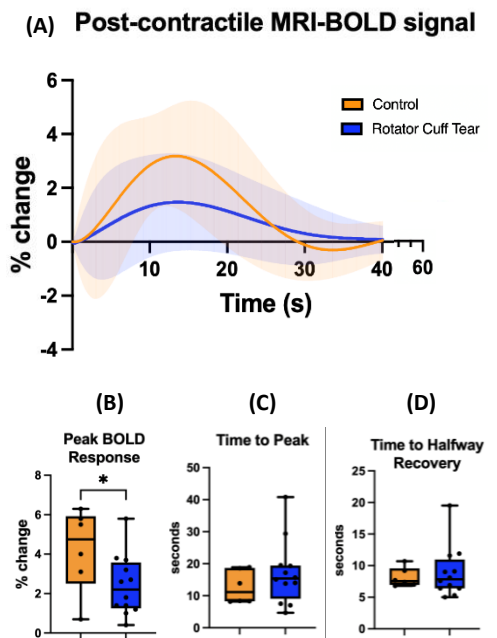 (A) Post-contractile MRI-BOLD signal
6
4
2
0
-2
-4
% change
Control
Rotator Cuff Tear
10 20 30 40 60
Time (s)
(B) (C) (D)
Peak BOLD
Response
*
8
6
4
2
0
% change
Time to Peak
50
40
30
20
10
0
seconds
Time to Halfway
Recovery
25
20
15
10
5
0
seconds